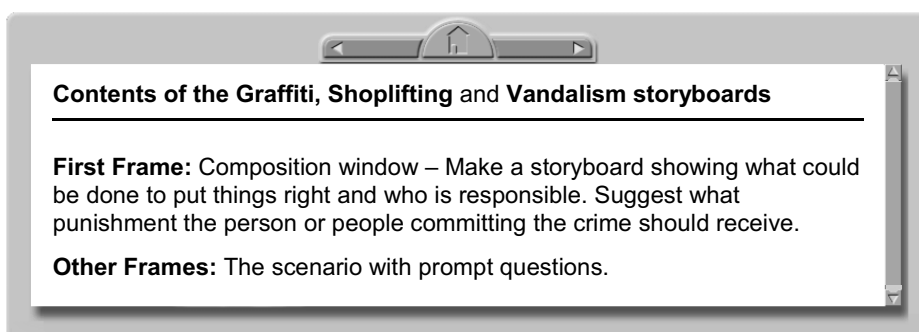 Contents of the Graffiti, Shoplifting and Vandalism storyboards
First Frame: Composition window – Make a storyboard showing what could
be done to put things right and who is responsible. Suggest what
punishment the person or people committing the crime should receive.
Other Frames: The scenario with prompt questions.